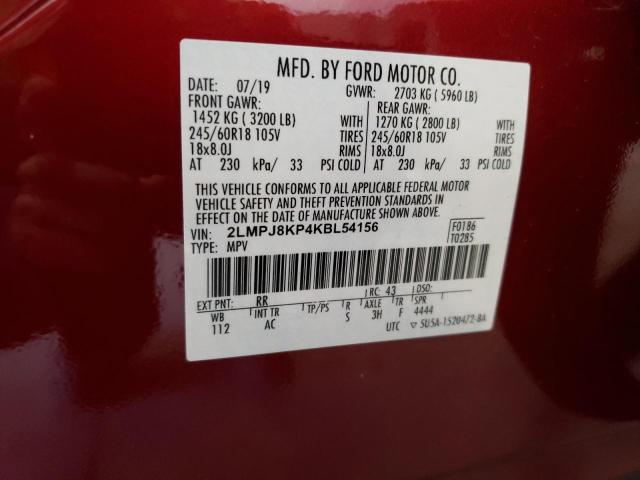 MFD. BY FORD MOTOR CO.
DATE: 07/19 GVWR: 2703 KG ( 5960 LB)
FRONT GAWR: REAR GAWR:
1452 KG ( 3200 LB) WITH 1270 KG ( 2800 LB) WITH
245/60R18 105V TIRES 245/60R18 105V TIRES
18x8.0J RIMS 18x8.0J RIMS
AT 230 kPa/ 33 PSI COLD AT 230 kPa/ 33 PSI COLD
THIS VEHICLE CONFORMS TO ALL APPLICABLE FEDERAL MOTOR
VEHICLE SAFETY AND THEFT PREVENTION STANDARDS IN
EFFECT ON THE DATE OF MANUFACTURE SHOWN ABOVE.
VIN: 2LMPJ8KP4KBL54156 F0186
TYPE: MPV T0285
EXT PNT: RR RC: 43 DSO:
WB INT TR TP/PS R AXLE TR SPR
112 AC S 3H F 4444
UTC ▽ 5U5A-1520472-BA